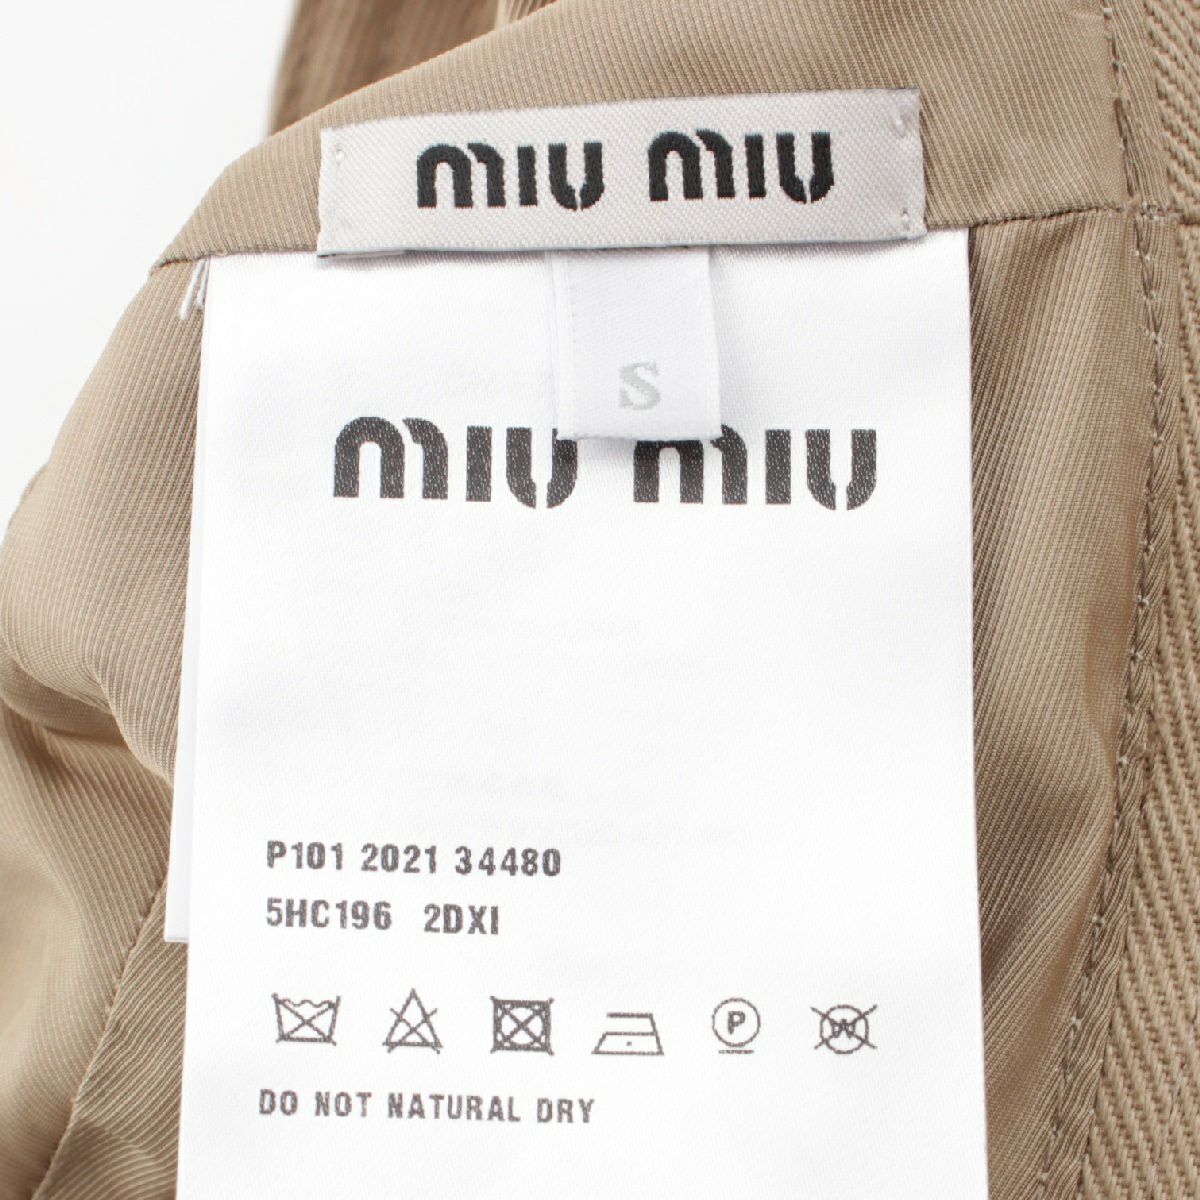 miu miu
S
miu miu
P101 2021 34480
5HC196 2DXI
P W
DO NOT NATURAL DRY